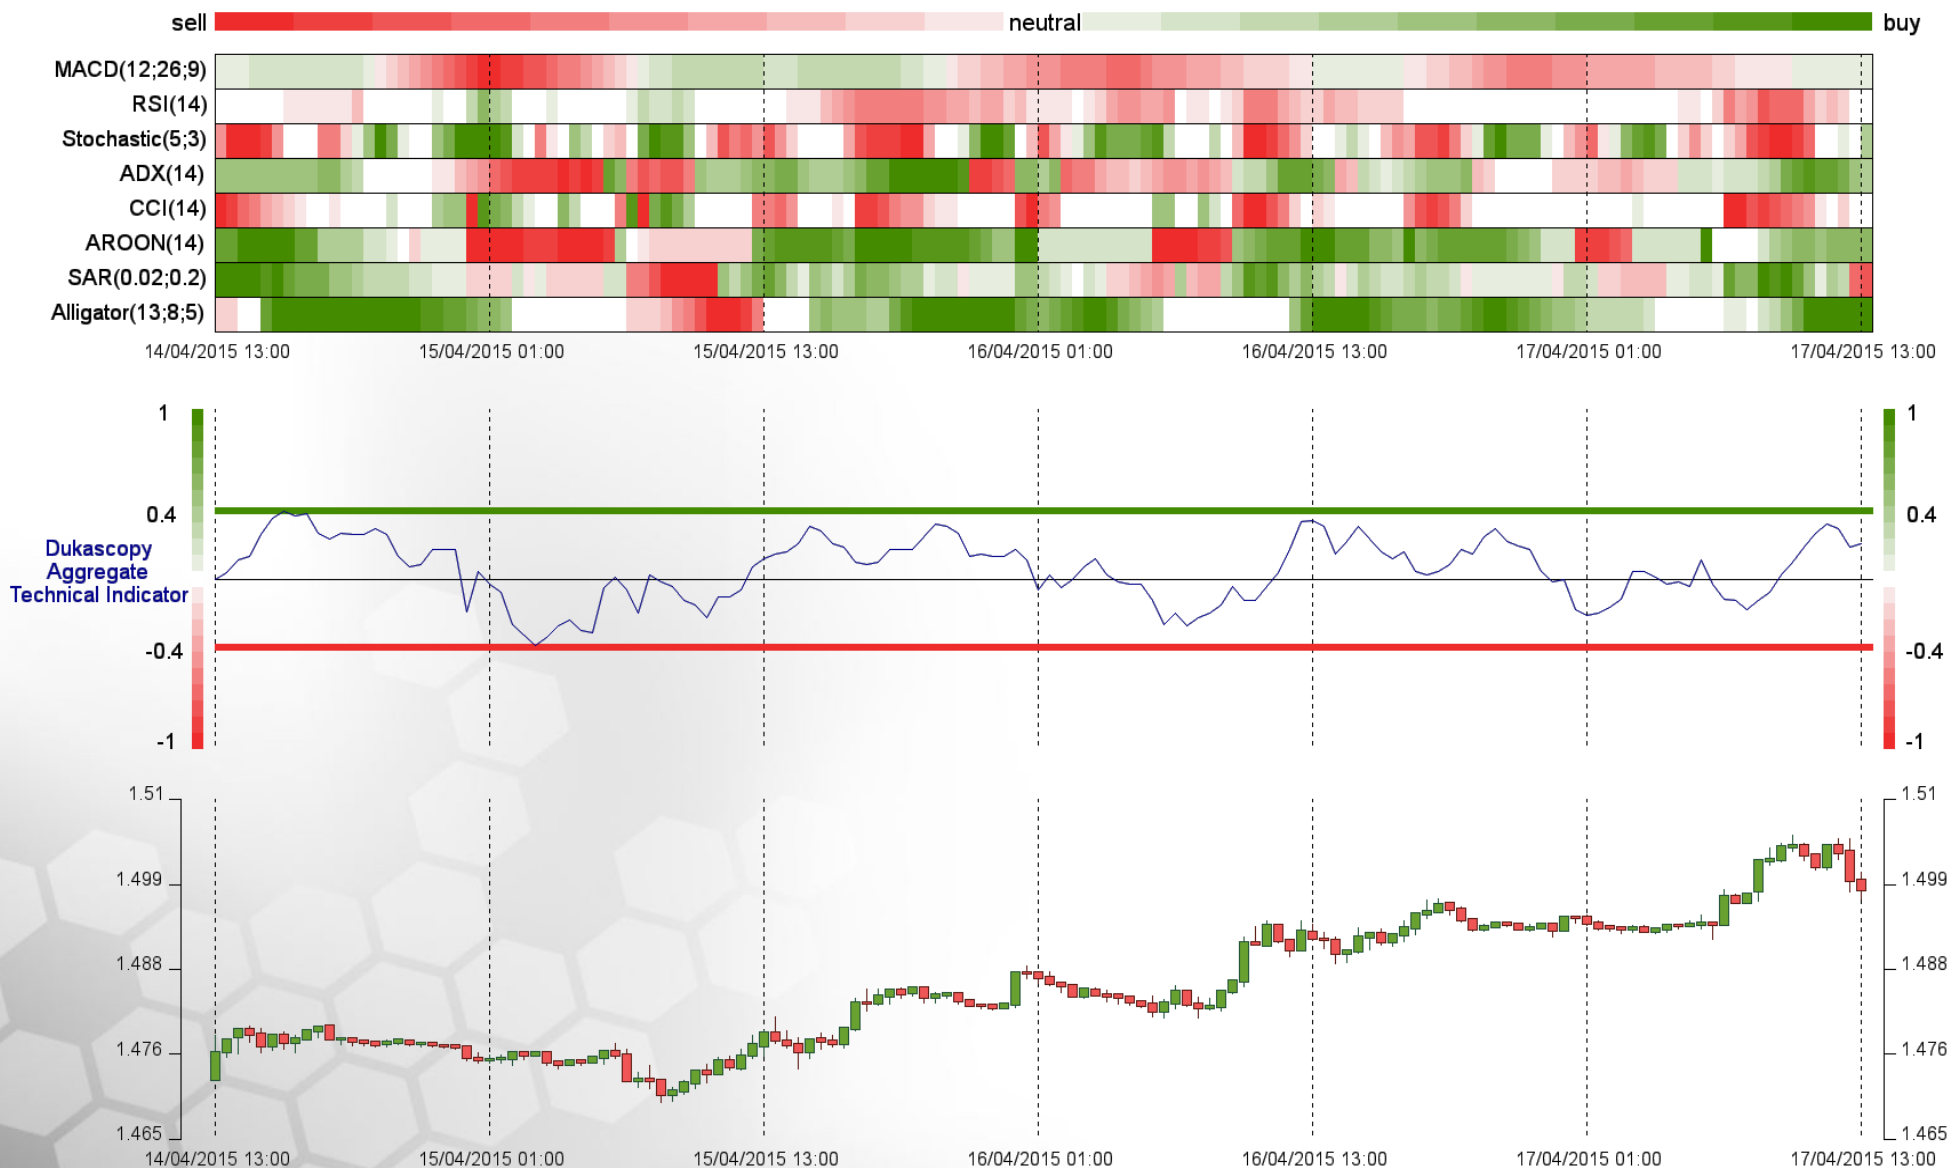 sell neutral buy
MACD(12;26;9)
RSI(14)
Stochastic(5;3)
ADX(14)
CCI(14)
AROON(14)
SAR(0.02;0.2)
Alligator(13;8;5)
14/04/2015 13:00 15/04/2015 01:00 15/04/2015 13:00 16/04/2015 01:00 16/04/2015 13:00 17/04/2015 01:00 17/04/2015 13:00
1 1
0.4 0.4
Dukascopy
Aggregate
Technical Indicator
-0.4 -0.4
-1 -1
1.51 1.51
1.499 1.499
1.488 1.488
1.476 1.476
1.465 1.465
14/04/2015 13:00 15/04/2015 01:00 15/04/2015 13:00 16/04/2015 01:00 16/04/2015 13:00 17/04/2015 01:00 17/04/2015 13:00